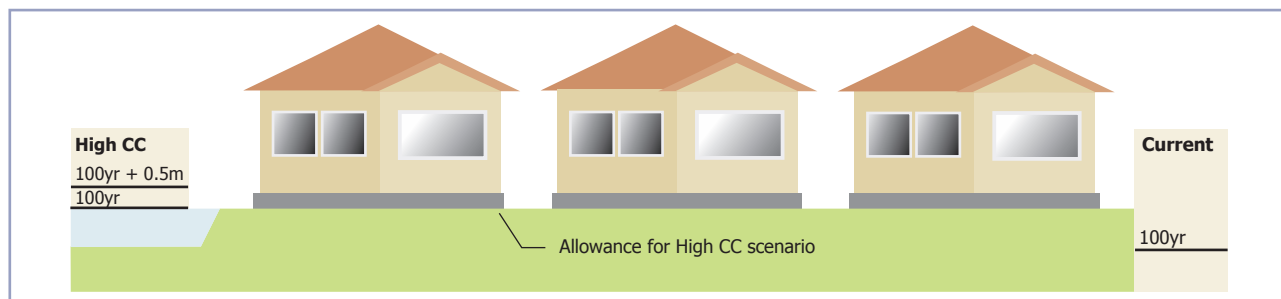 High CC
100yr + 0.5m
100yr
Allowance for High CC scenario
Current
100yr